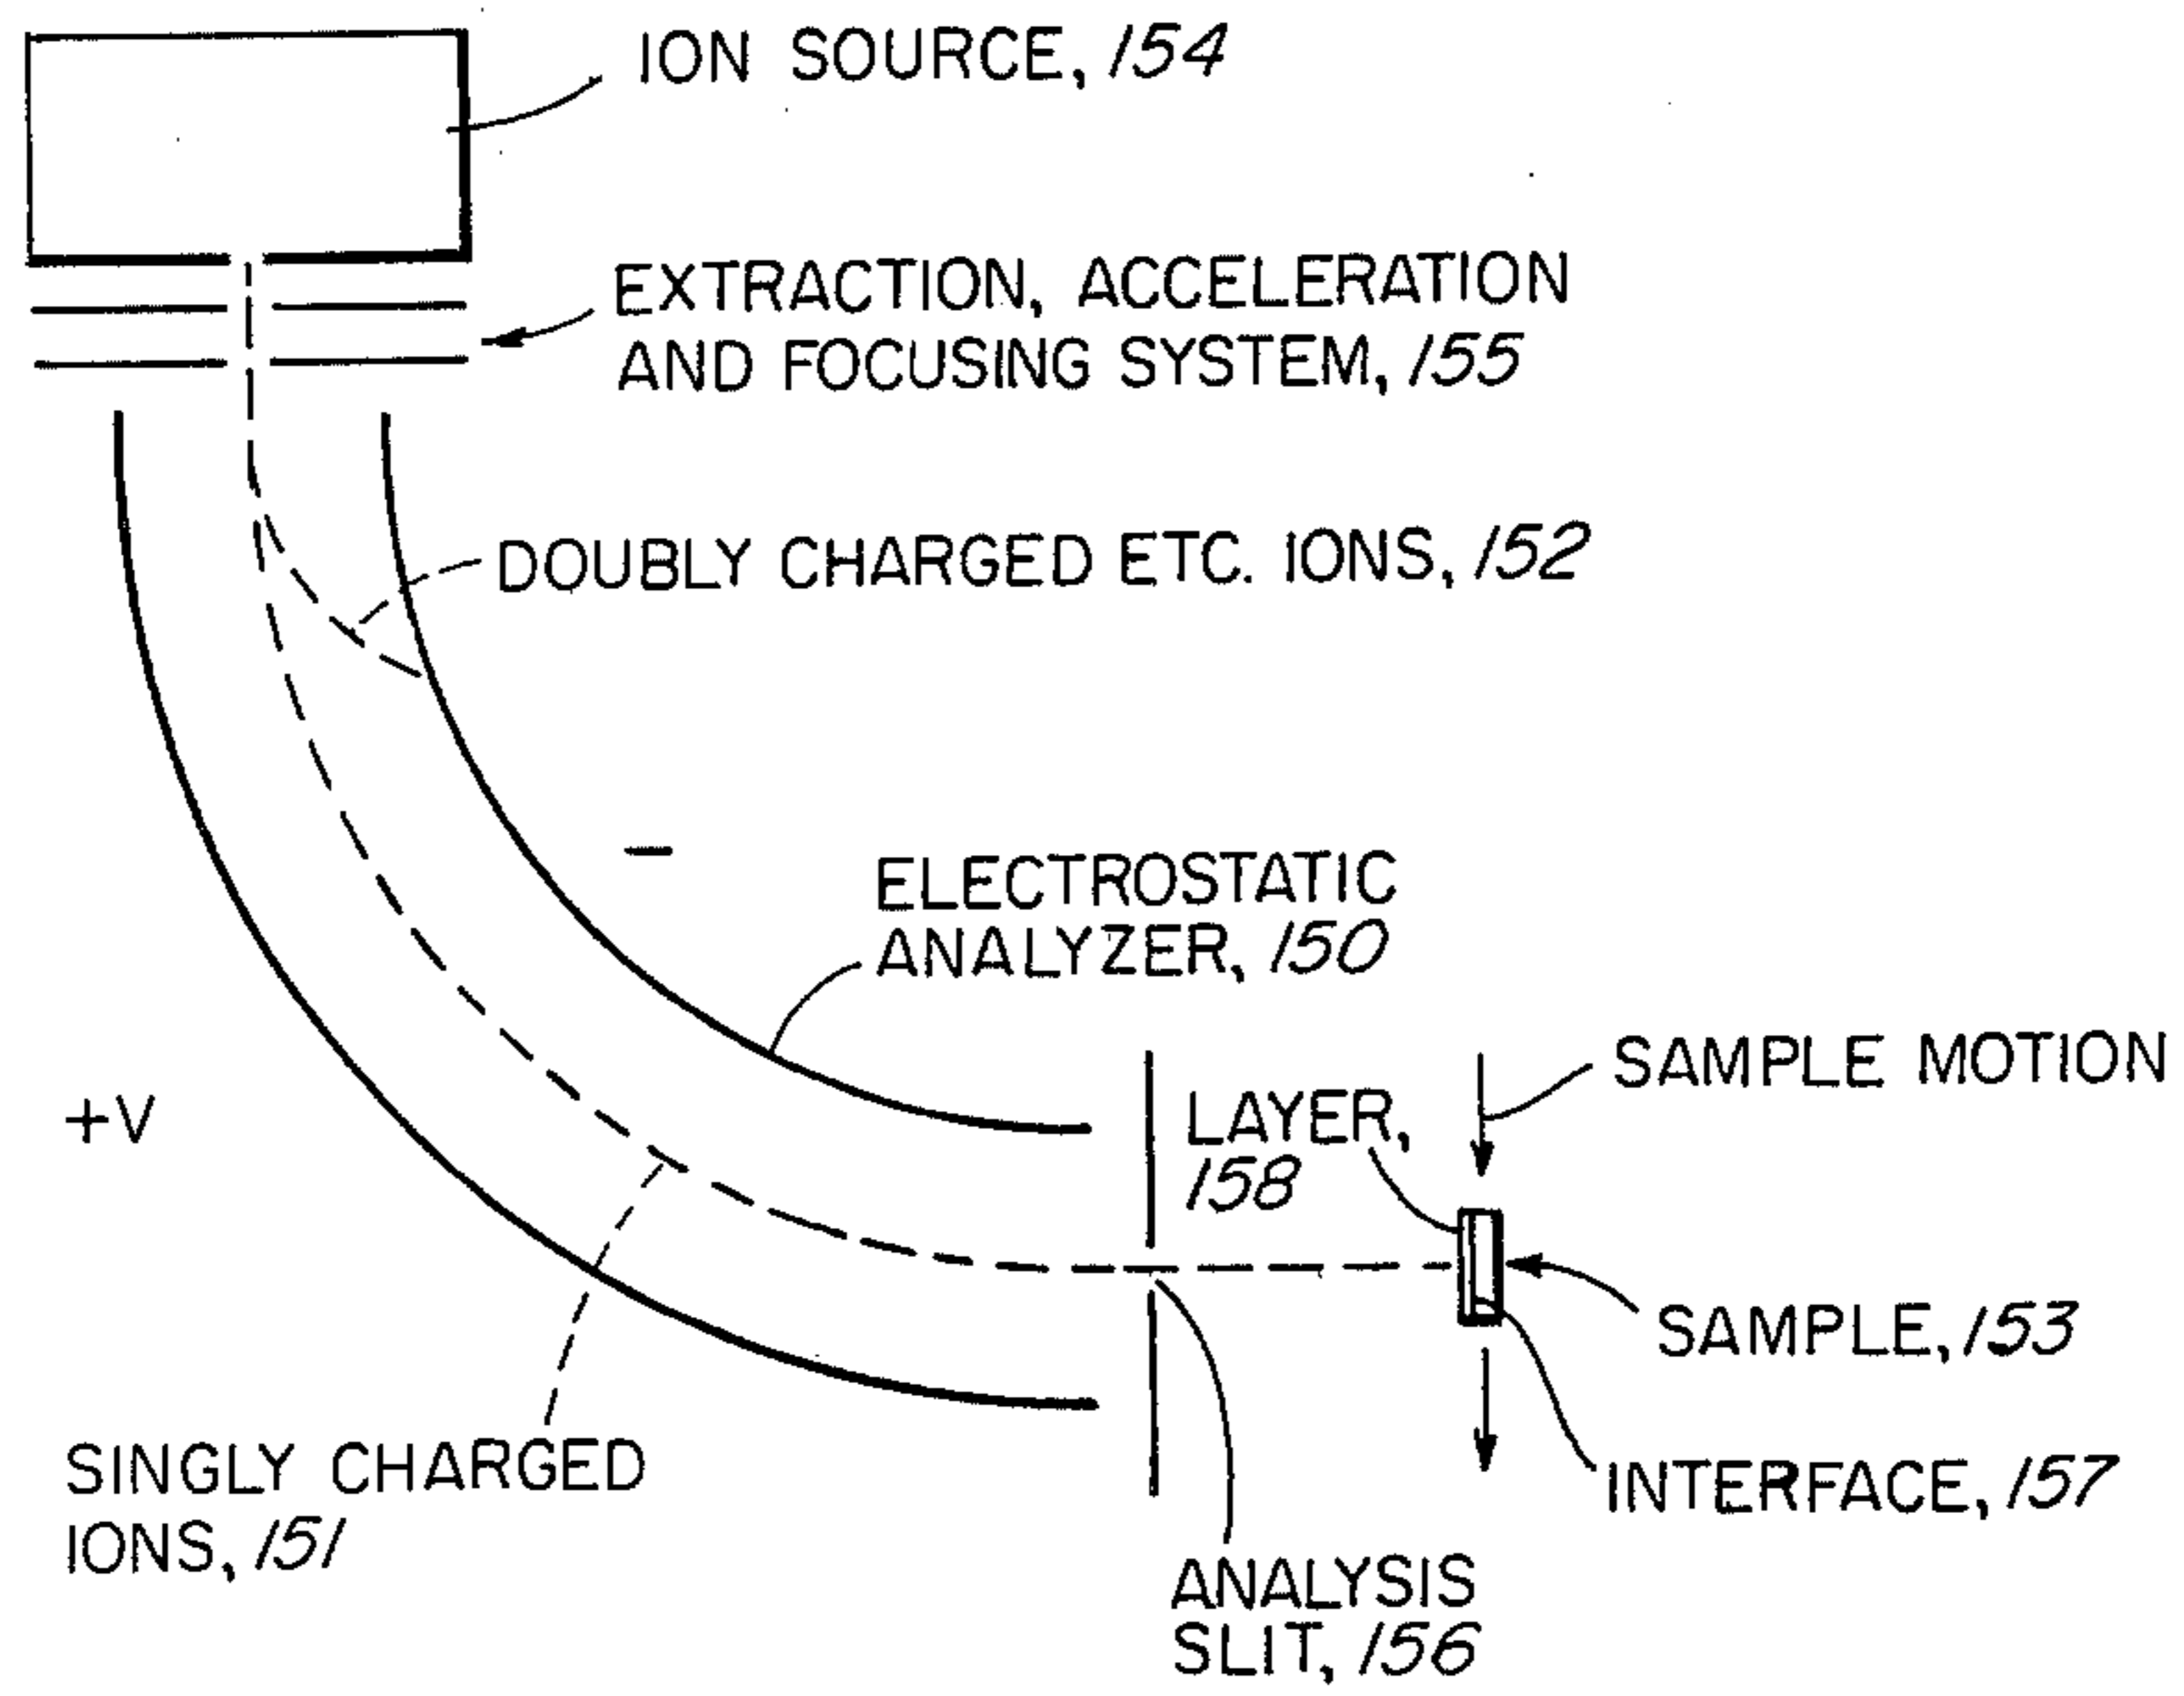 ION SOURCE, 154
EXTRACTION, ACCELERATION
AND FOCUSING SYSTEM, 155
DOUBLY CHARGED ETC. IONS, 152
-
ELECTROSTATIC
ANALYZER, 150
SAMPLE MOTION
+V
LAYER,
158
SAMPLE, 153
SINGLY CHARGED
IONS, 151
INTERFACE, 157
ANALYSIS
SLIT, 156